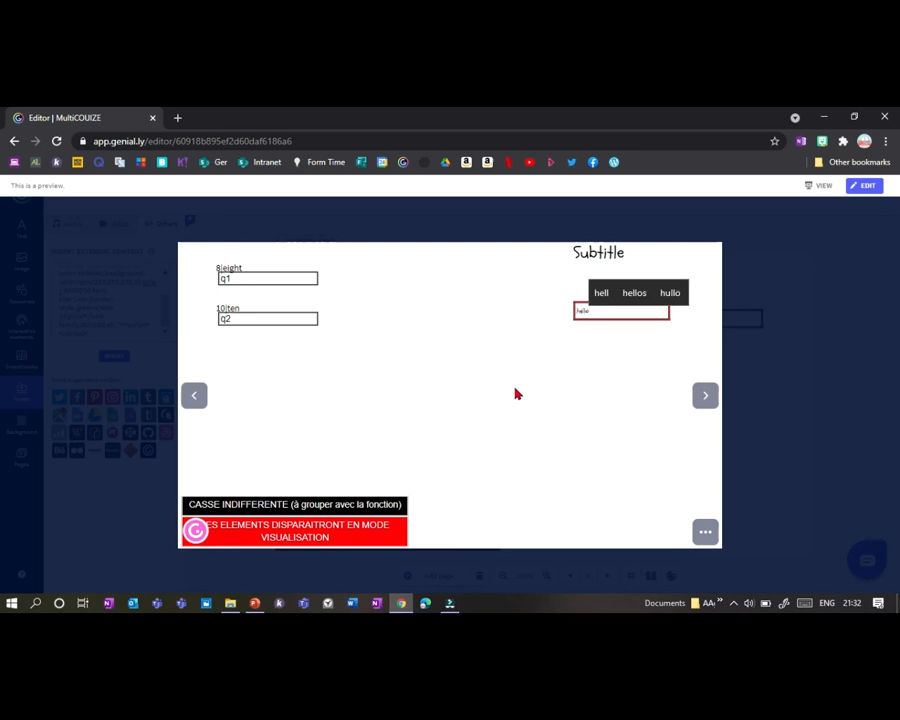 Editor | MultiCOUIZE
app.genial.ly/editor/60918b895ef2d60daf6186a6
Ger
Intranet
Form Time
Other bookmarks
This is a preview.
VIEW
EDIT
Subtitle
8|eight
q1
hell hellos hullo
hello
10|ten
q2
CASSE INDIFFERENTE (à grouper avec la fonction)
ES ELEMENTS DISPARAITRONT EN MODE
VISUALISATION
Documents
AA
ENG
21:32